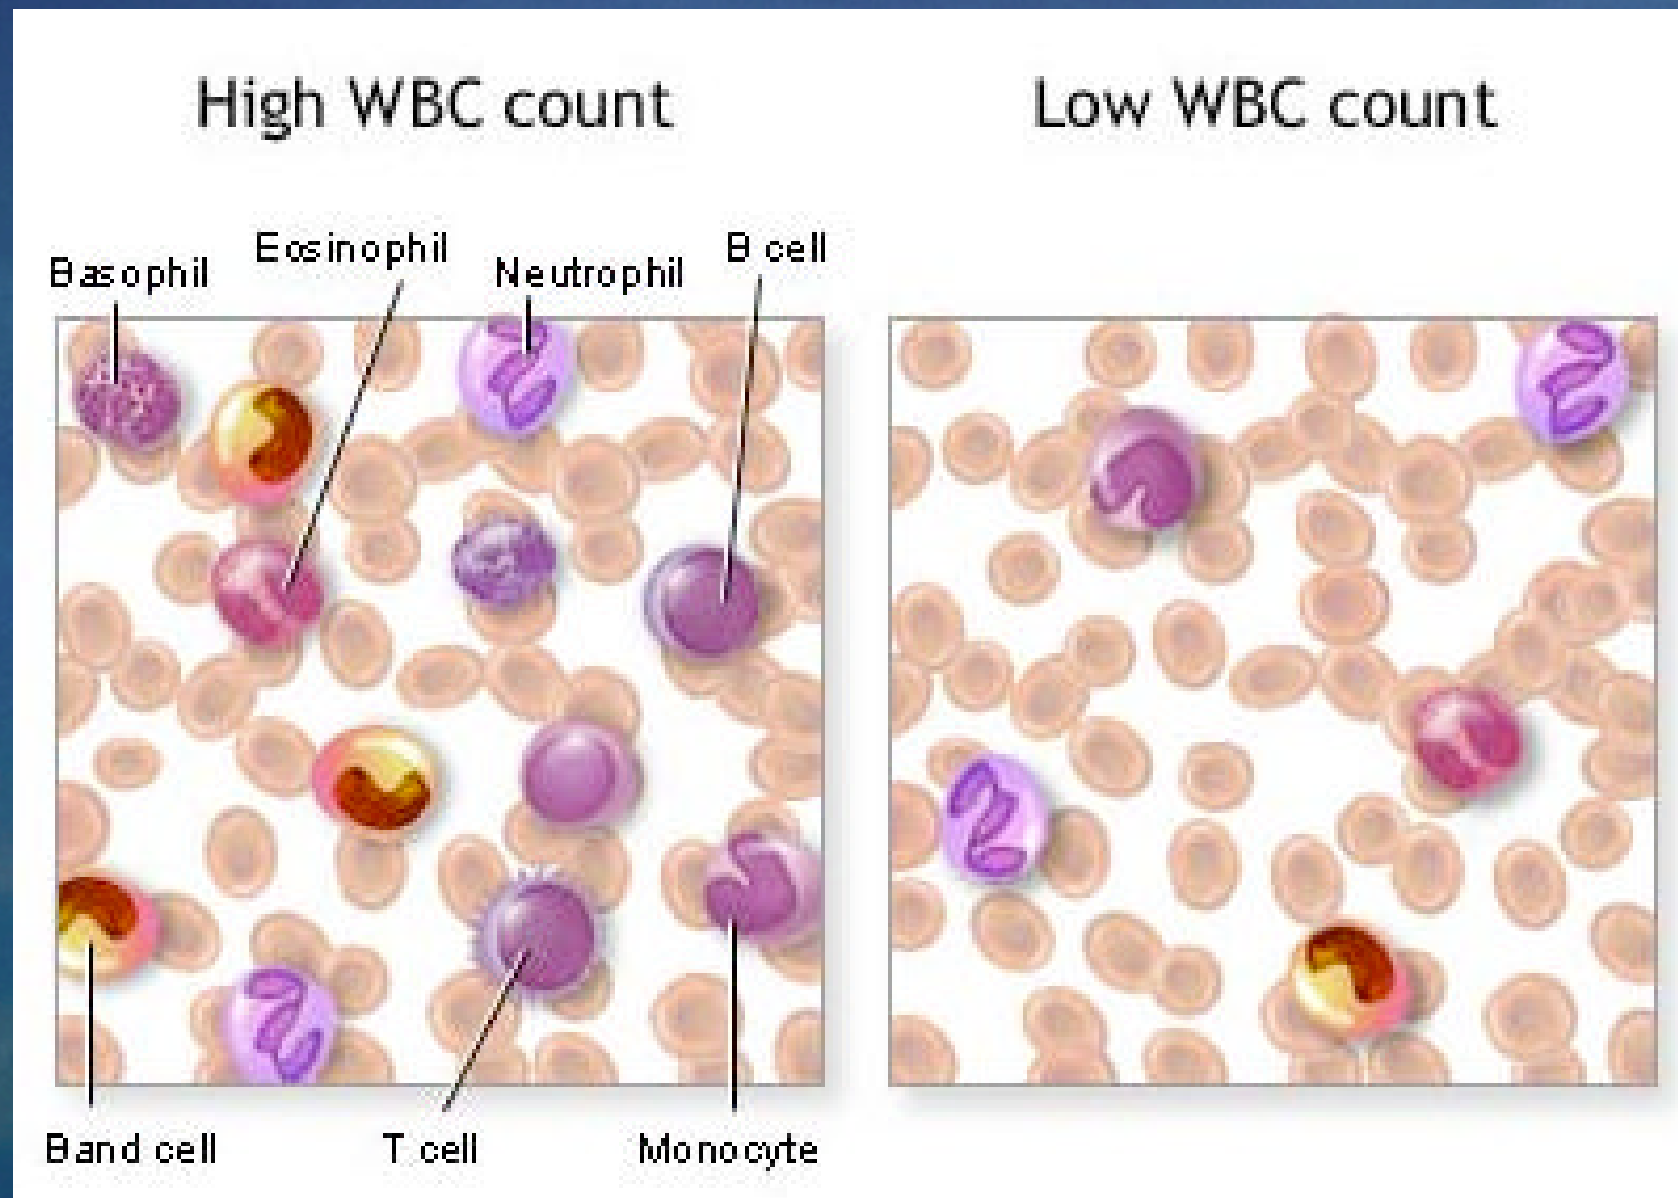 High WBC count
Low WBC count
Basophil
Eosinophil
Neutrophil
B cell
Band cell
T cell
Monocyte